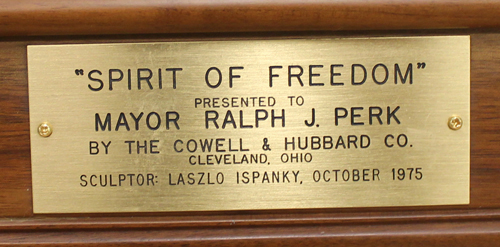 "SPIRIT OF FREEDOM"
PRESENTED TO
MAYOR RALPH J. PERK
BY THE COWELL & HUBBARD CO.
CLEVELAND, OHIO
SCULPTOR: LASZLO ISPANKY, OCTOBER 1975